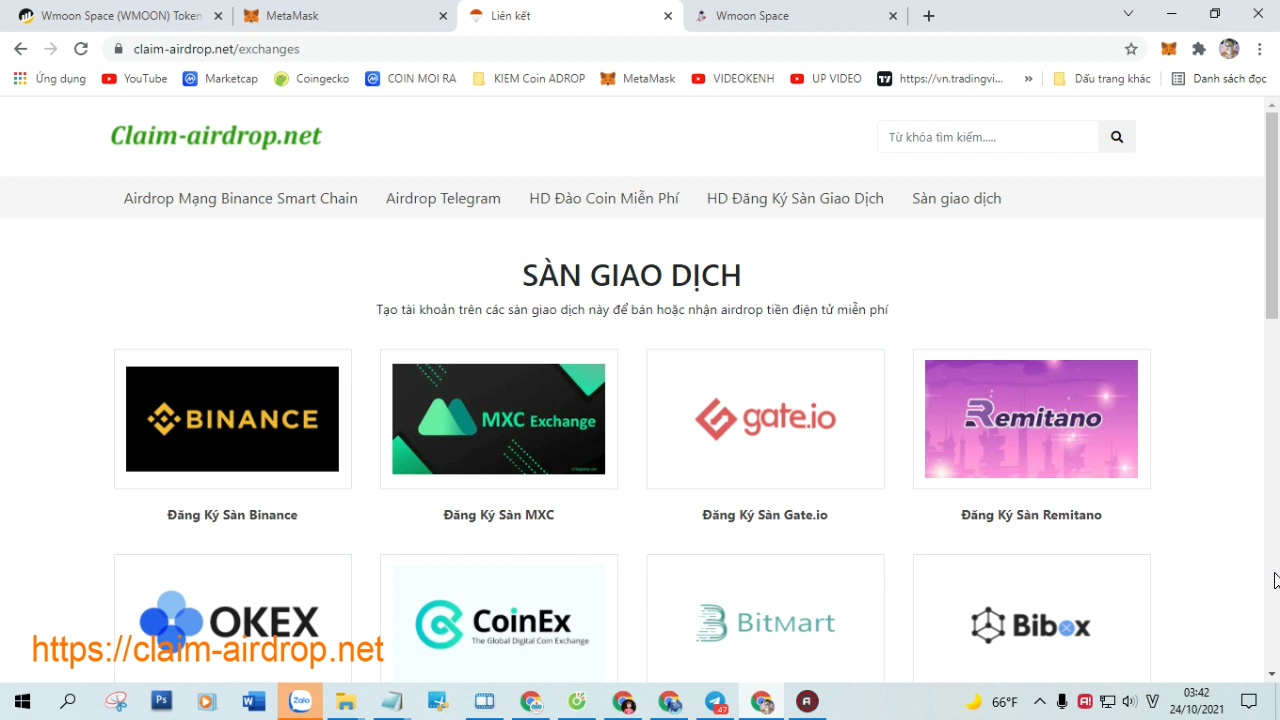 Wmoon Space (WMOON) Token
MetaMask
Liên kết
Wmoon Space
claim-airdrop.net/exchanges
Ứng dụng
YouTube
Marketcap
Coingecko
COIN MOI RA
KIEM Coin ADROP
MetaMask
VIDEOKENH
UP VIDEO
https://vn.tradingvi...
»
Dấu trang khác
Danh sách đọc
Claim-airdrop.net
Từ khóa tìm kiếm.....
Airdrop Mạng Binance Smart Chain
Airdrop Telegram
HD Đào Coin Miễn Phí
HD Đăng Ký Sàn Giao Dịch
Sàn giao dịch
SÀN GIAO DỊCH
Tạo tài khoản trên các sàn giao dịch này để bán hoặc nhận airdrop tiền điện tử miễn phí
BINANCE
MXC Exchange
gate.io
Remitano
Đăng Ký Sàn Binance
Đăng Ký Sàn MXC
Đăng Ký Sàn Gate.io
Đăng Ký Sàn Remitano
OKEX
CoinEx
The Global Digital Coin Exchange
BitMart
Bibox
https://claim-airdrop.net
Ps
W
Zalo
47
A
66°F
V
03:42
24/10/2021